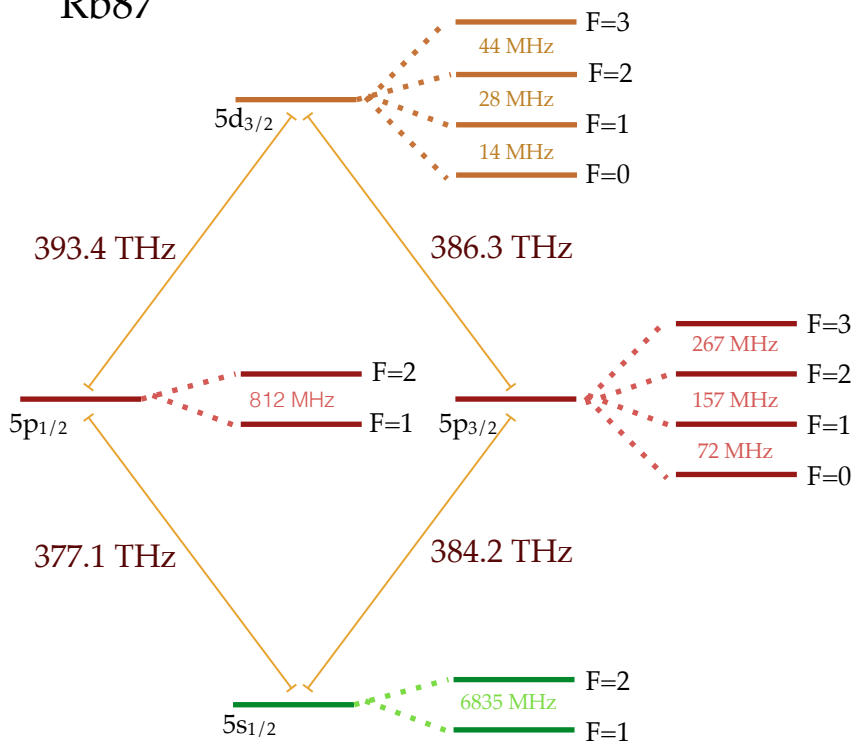 Rb87
F=3
44 MHz
F=2
28 MHz
5d3/2
F=1
14 MHz
F=0
393.4 THz
386.3 THz
F=3
267 MHz
F=2
F=2
812 MHz
157 MHz
5p1/2
F=1
5p3/2
F=1
72 MHz
F=0
377.1 THz
384.2 THz
F=2
6835 MHz
5s1/2
F=1